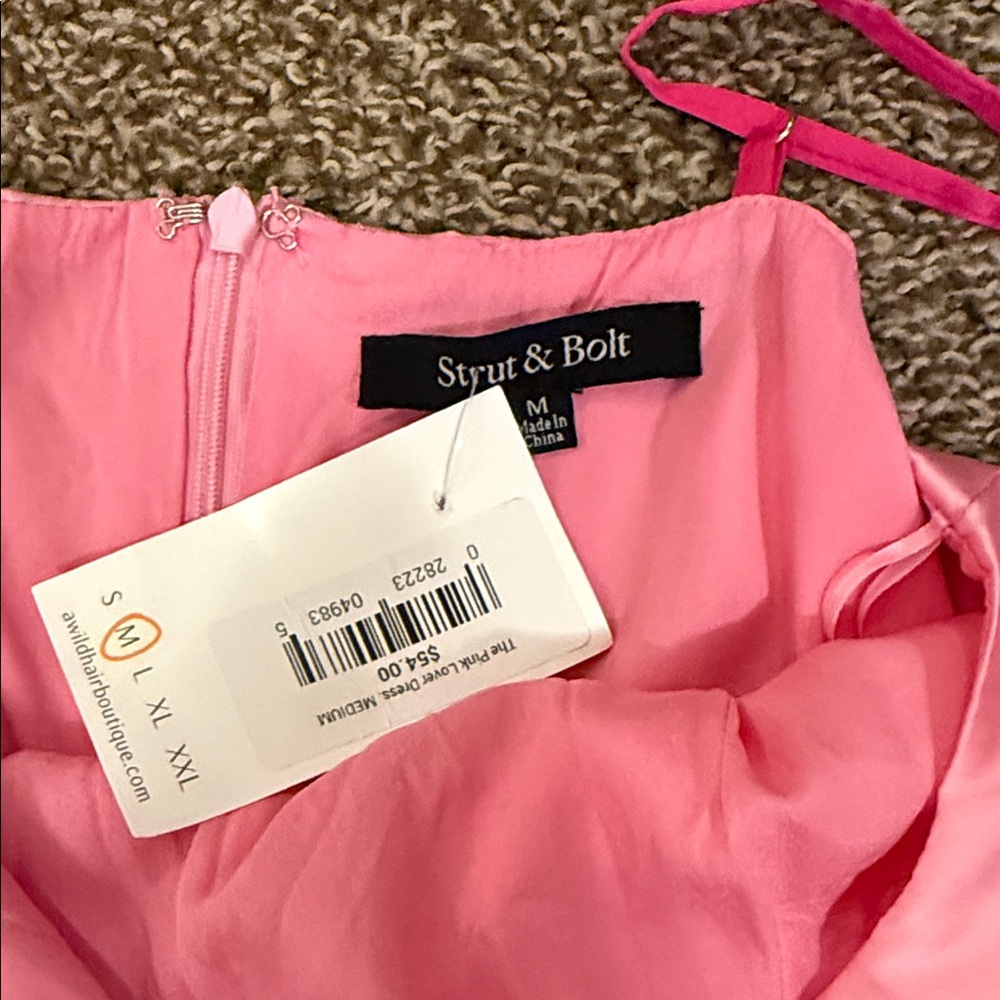 Strut & Bolt
M
Made In
China
S M L XL XXL
awildhairboutique.com
The Pink Lover Dress, MEDIUM
$54.00
0 28223 04983 5